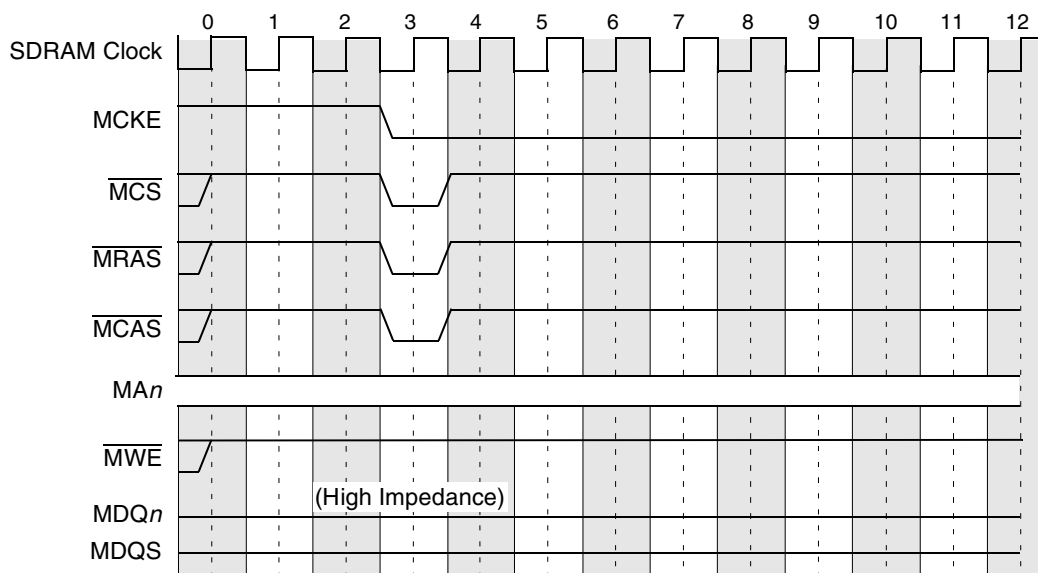 0 1 2 3 4 5 6 7 8 9 10 11 12
SDRAM Clock
MCKE
MCS
MRAS
MCAS
MAn
MWE
(High Impedance)
MDQn
MDQS